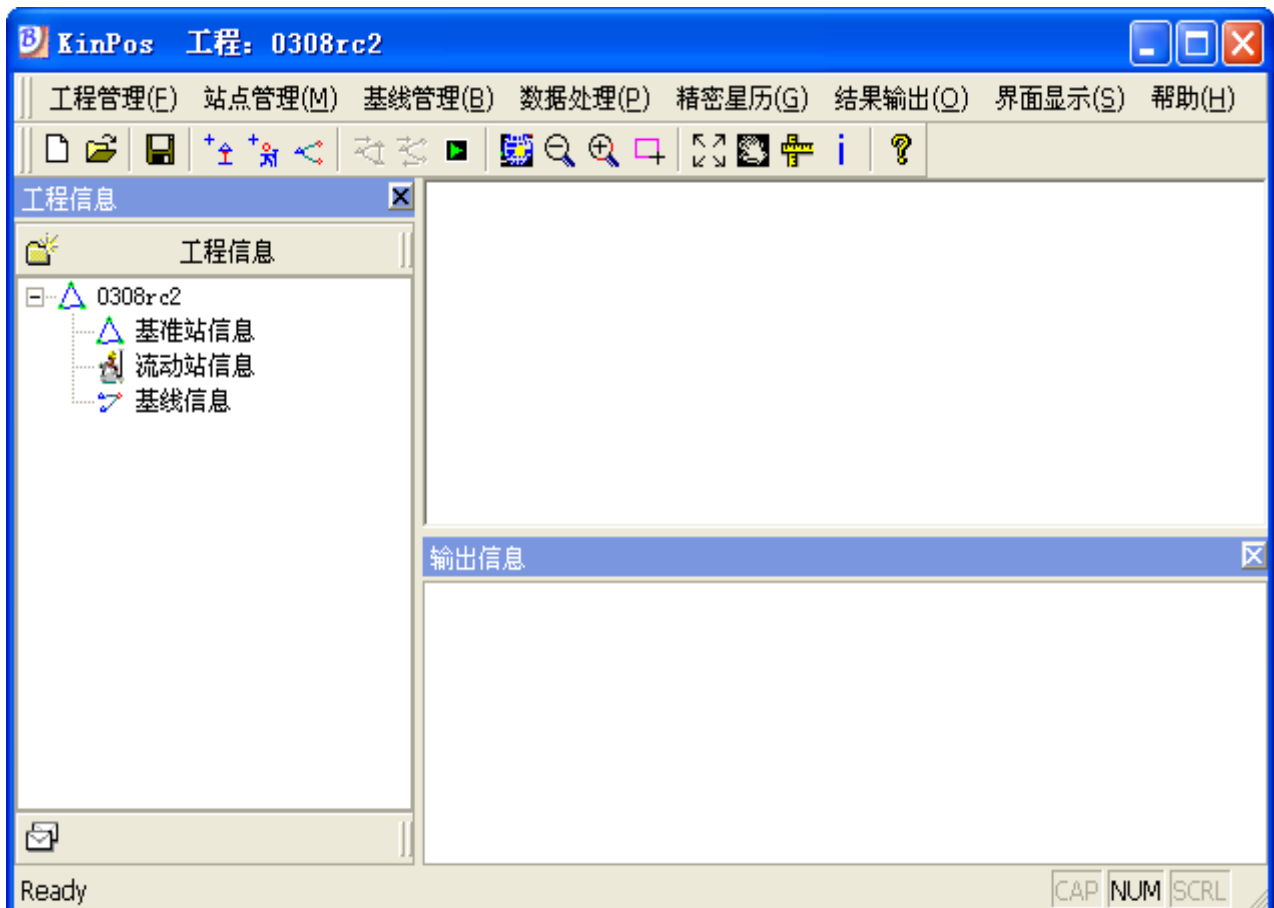 KinPos 工程: 0308rc2
工程管理(F) 站点管理(M) 基线管理(B) 数据处理(P) 精密星历(G) 结果输出(O) 界面显示(S) 帮助(H)
工程信息
工程信息
0308rc2
基准站信息
流动站信息
基线信息
输出信息
Ready
CAP NUM SCRL